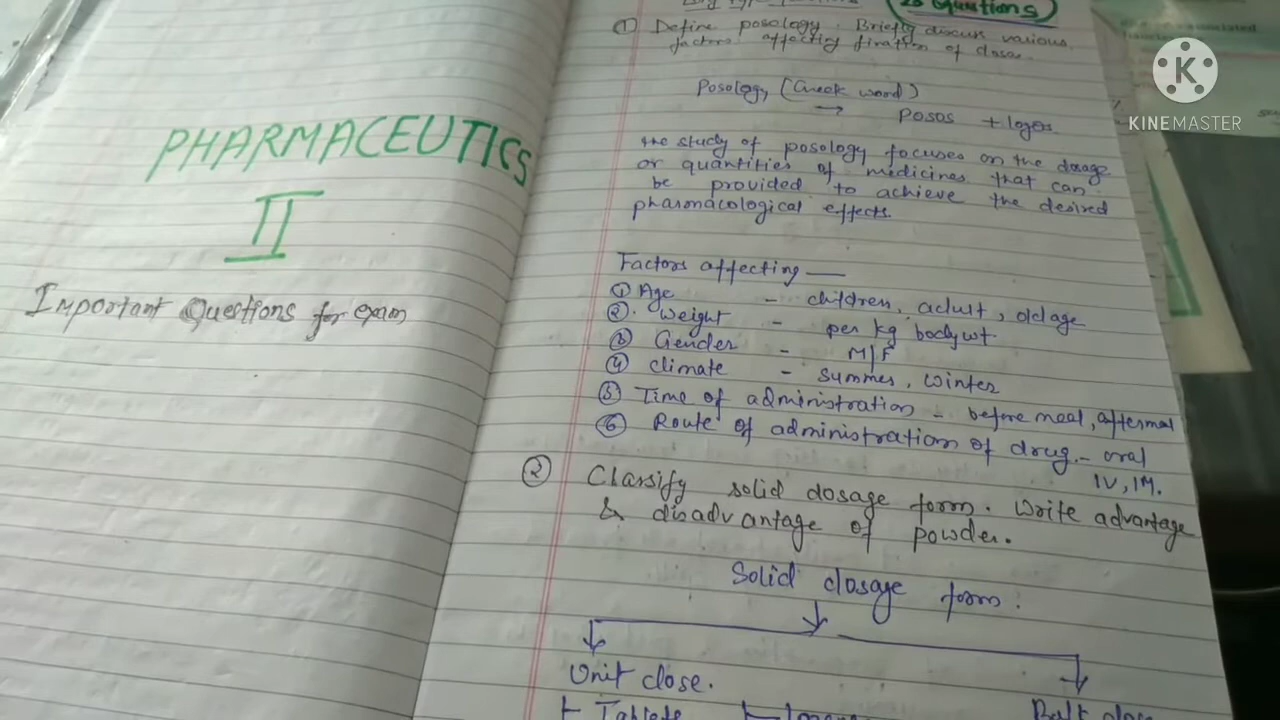 PHARMACEUTICS
II
Important Questions for exam
25 Questions
① Define posology. Briefly discuss various
factors affecting fixation of doses.
Posology (Greek word)
→ Posos + logos
the study of posology focuses on the dosage
or quantities of medicines that can
be provided to achieve the desired
pharmacological effects.
Factors affecting —
① Age - children, adult, oldage
②. Weight - per kg bodywt.
③ Gender - M/F
④ climate - summer, winter
⑤ Time of administration - before meal, aftermeal
⑥ Route of administration of drug. - oral
IV, IM.
② Classify solid dosage form. Write advantage
& disadvantage of powder.
Solid dosage form.
Unit dose.
Tablets
Bulk dose
K
KINEMASTER